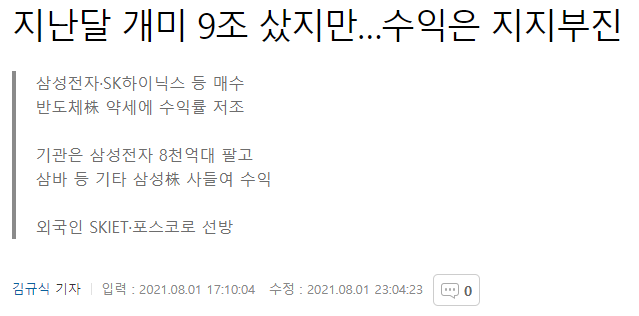 지난달 개미 9조 샀지만...수익은 지지부진
삼성전자·SK하이닉스 등 매수
반도체株 약세에 수익률 저조
기관은 삼성전자 8천억대 팔고
삼바 등 기타 삼성株 사들여 수익
외국인 SKIET·포스코로 선방
김규식 기자 입력 : 2021.08.01 17:10:04 수정 : 2021.08.01 23:04:23 0